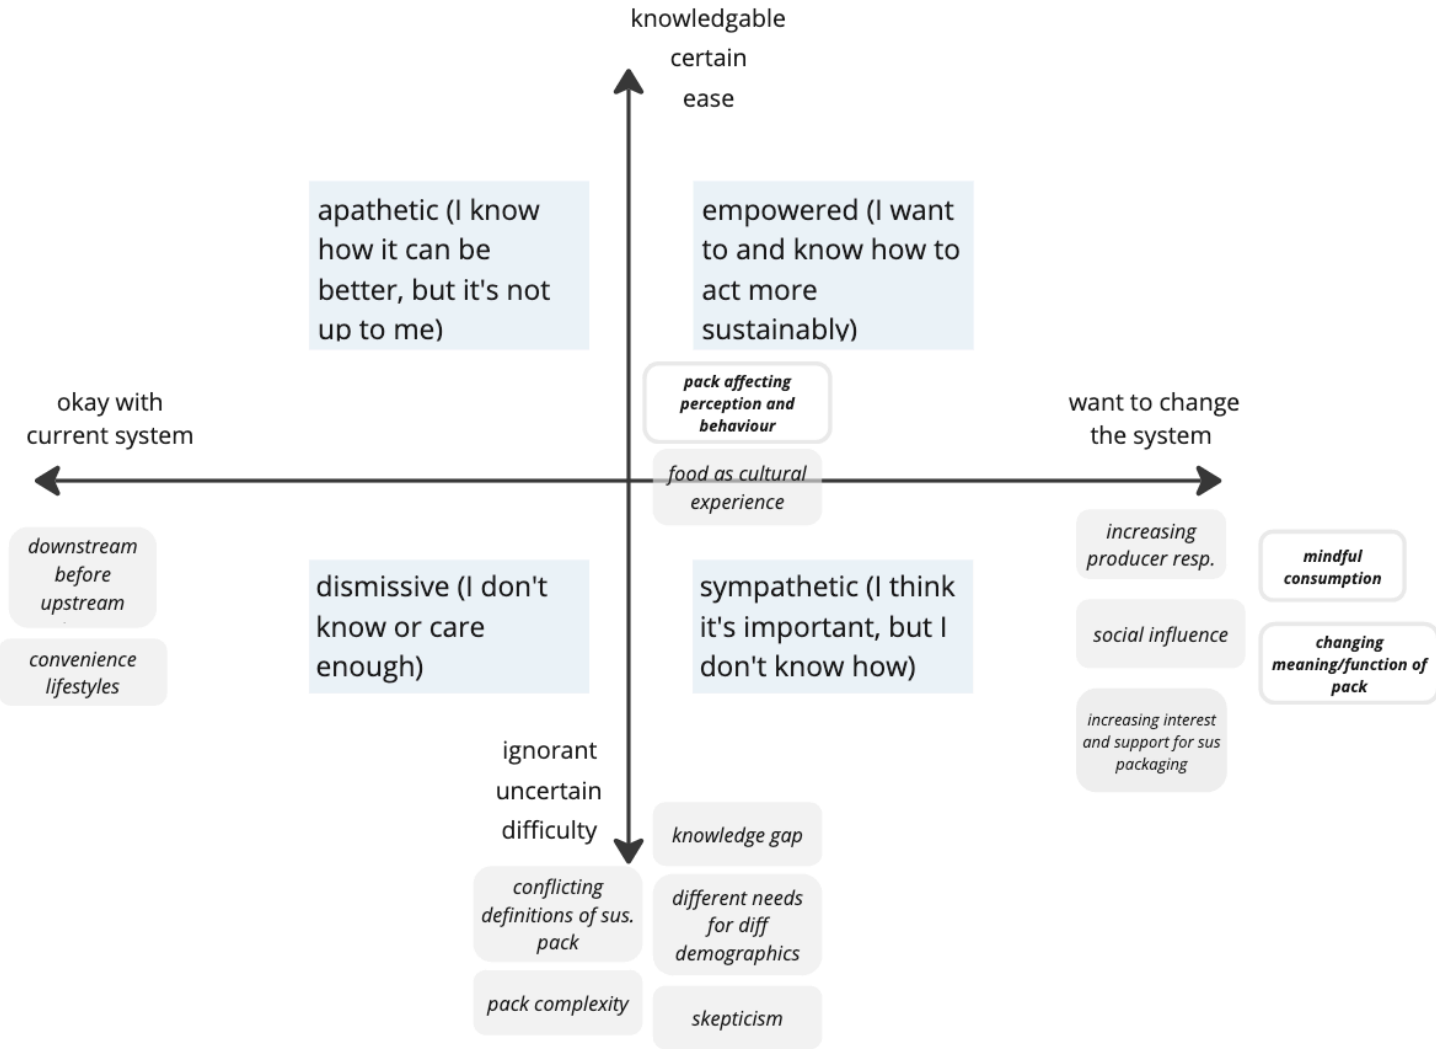 knowledgable
certain
ease
apathetic (I know
how it can be
better, but it's not
up to me)
empowered (I want
to and know how to
act more
sustainably)
pack affecting
perception and
behaviour
okay with
current system
want to change
the system
food as cultural
experience
downstream
before
upstream
convenience
lifestyles
dismissive (I don't
know or care
enough)
sympathetic (I think
it's important, but I
don't know how)
increasing
producer resp.
mindful
consumption
social influence
changing
meaning/function of
pack
increasing interest
and support for sus
packaging
ignorant
uncertain
difficulty
knowledge gap
conflicting
definitions of sus.
pack
different needs
for diff
demographics
pack complexity
skepticism